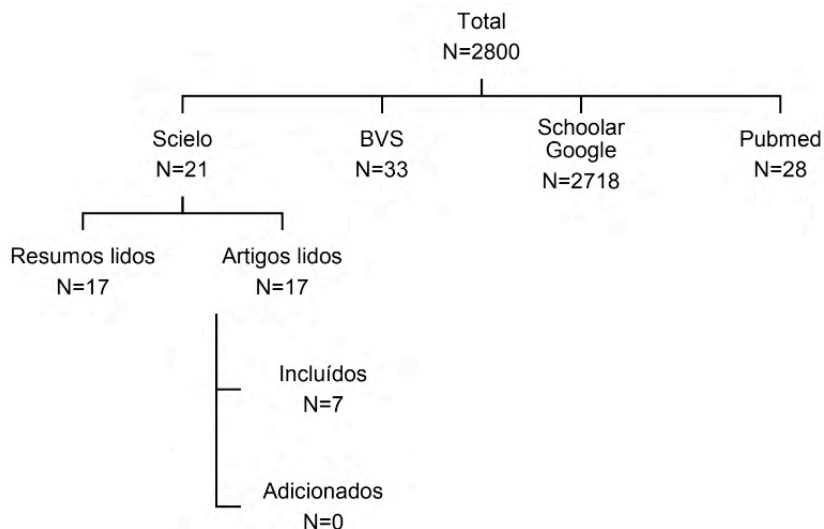 Total
N=2800
Scielo
N=21
BVS
N=33
Schoolar
Google
N=2718
Pubmed
N=28
Resumos lidos
N=17
Artigos lidos
N=17
Incluídos
N=7
Adicionados
N=0